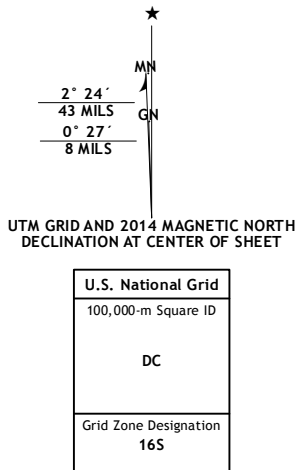 MN
2° 24´
43 MILS
GN
0° 27´
8 MILS
UTM GRID AND 2014 MAGNETIC NORTH
DECLINATION AT CENTER OF SHEET
U.S. National Grid
100,000-m Square ID
DC
Grid Zone Designation
16S